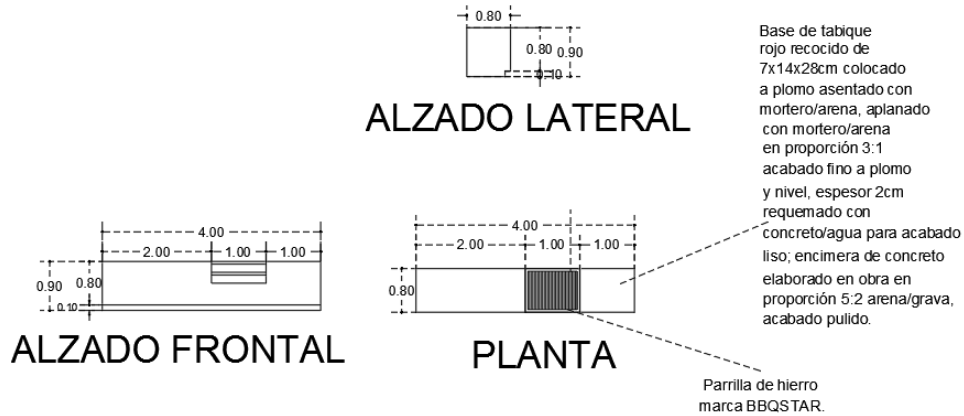 0.80
0.80
0.90
0.10
ALZADO LATERAL
Base de tabique
rojo recocido de
7x14x28cm colocado
a plomo asentado con
mortero/arena, aplanado
con mortero/arena
en proporción 3:1
acabado fino a plomo
y nivel, espesor 2cm
requemado con
concreto/agua para acabado
liso; encimera de concreto
elaborado en obra en
proporción 5:2 arena/grava,
acabado pulido.
4.00
2.00 1.00 1.00
0.90
0.80
0.10
ALZADO FRONTAL
4.00
2.00 1.00 1.00
0.80
PLANTA
Parrilla de hierro
marca BBQSTAR.